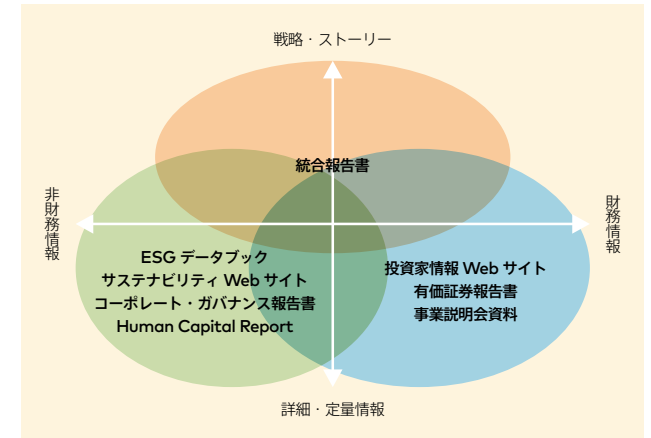 戦略・ストーリー
統合報告書
非財務情報
財務情報
ESG データブック
サステナビリティ Web サイト
コーポレート・ガバナンス報告書
Human Capital Report
投資家情報 Web サイト
有価証券報告書
事業説明会資料
詳細・定量情報